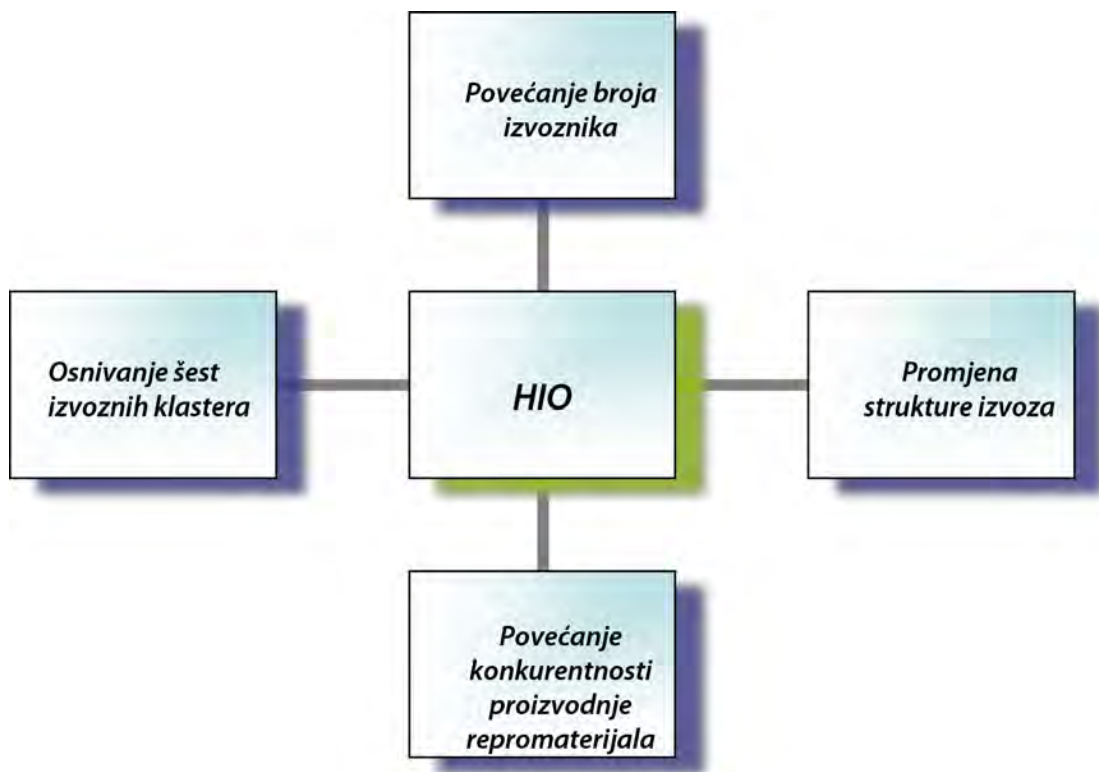 Povećanje broja
izvoznika
Osnivanje šest
izvoznih klastera
HIO
Promjena
strukture izvoza
Povećanje
konkurentnosti
proizvodnje
repromaterijala